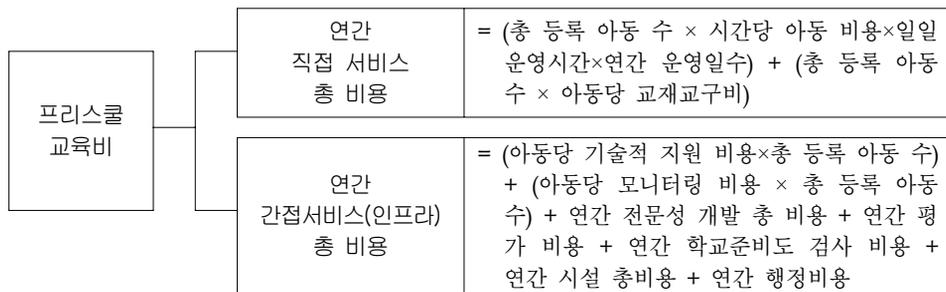 프리스쿨
교육비
연간
직접 서비스
총 비용
= (총 등록 아동 수 × 시간당 아동 비용×일일
운영시간×연간 운영일수) + (총 등록 아동
수 × 아동당 교재교구비)
연간
간접서비스(인프라)
총 비용
= (아동당 기술적 지원 비용×총 등록 아동 수)
+ (아동당 모니터링 비용 × 총 등록 아동
수) + 연간 전문성 개발 총 비용 + 연간 평
가 비용 + 연간 학교준비도 검사 비용 +
연간 시설 총비용 + 연간 행정비용